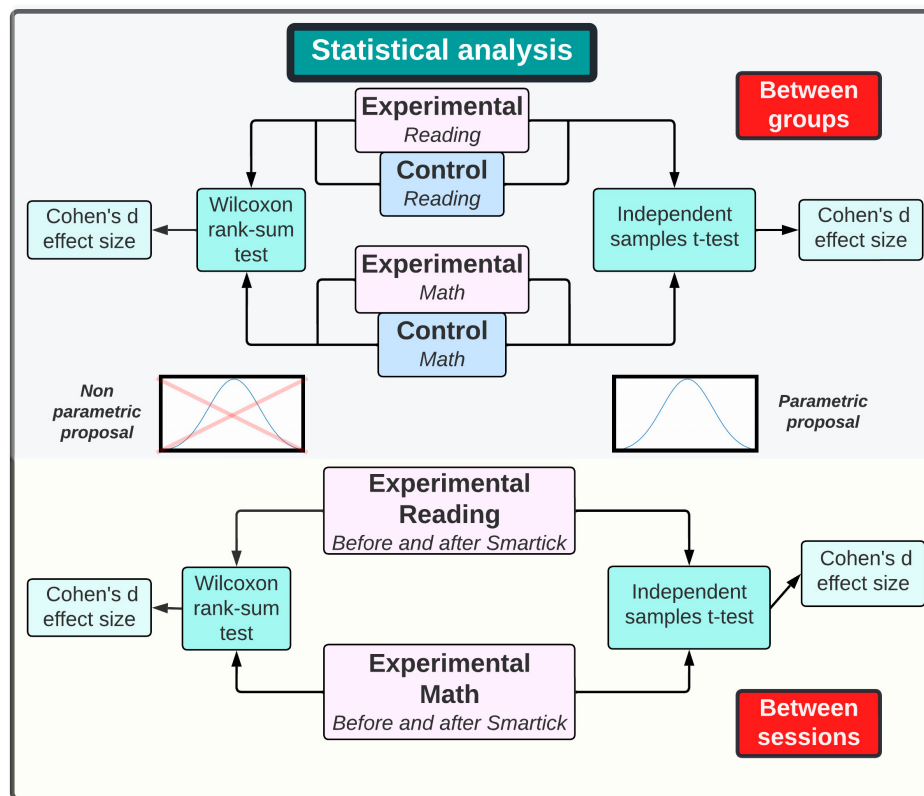 Statistical analysis
Between
groups
Experimental
Reading
Control
Reading
Wilcoxon
rank-sum
test
Cohen's d
effect size
Independent
samples t-test
Cohen's d
effect size
Experimental
Math
Control
Math
Non
parametric
proposal
Parametric
proposal
Experimental
Reading
Before and after Smartick
Wilcoxon
rank-sum
test
Cohen's d
effect size
Independent
samples t-test
Cohen's d
effect size
Experimental
Math
Before and after Smartick
Between
sessions